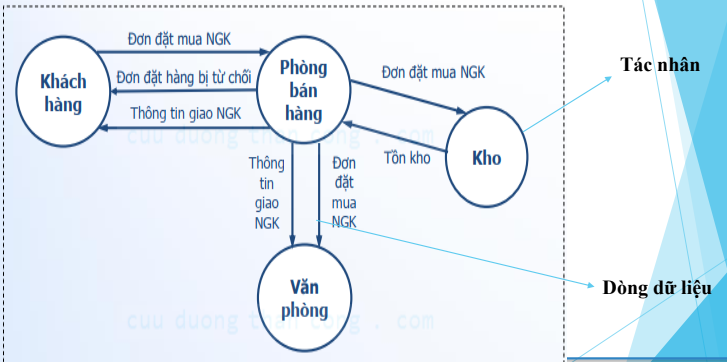 Đơn đặt mua NGK
Khách
hàng
Đơn đặt hàng bị từ chối
Thông tin giao NGK
Phòng
bán
hàng
Đơn đặt mua NGK
Tác nhân
Tồn kho
Kho
cuu duong than cong . com
Thông
tin
giao
NGK
Đơn
đặt
mua
NGK
Dòng dữ liệu
Văn
phòng
cuu duong than cong . com